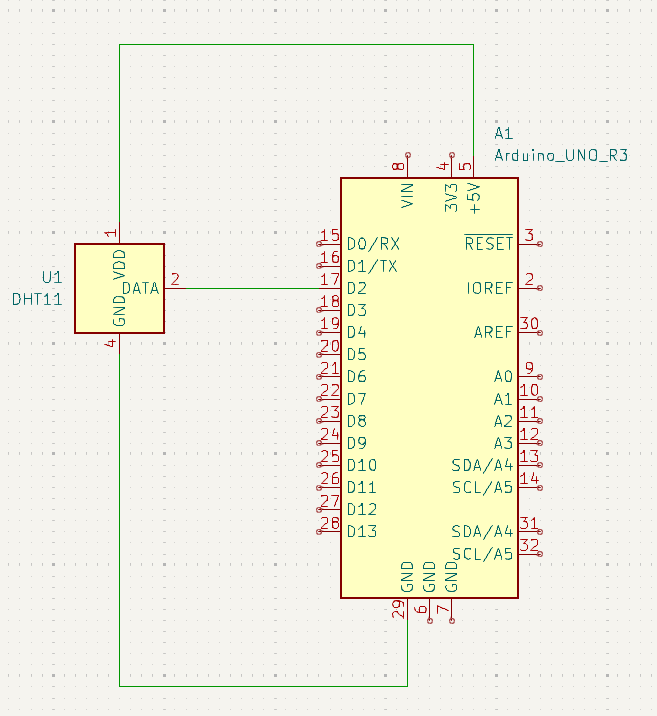 A1
Arduino_UNO_R3
8
4
5
VIN
3V3
+5V
15 D0/RX
RESET 3
16 D1/TX
17 D2
IOREF 2
18 D3
19 D4
AREF 30
20 D5
21 D6
A0 9
22 D7
A1 10
23 D8
A2 11
24 D9
A3 12
25 D10
SDA/A4 13
26 D11
SCL/A5 14
27 D12
28 D13
SDA/A4 31
SCL/A5 32
GND
GND
GND
29
6
7
1
VDD
U1
DHT11
DATA 2
GND
4